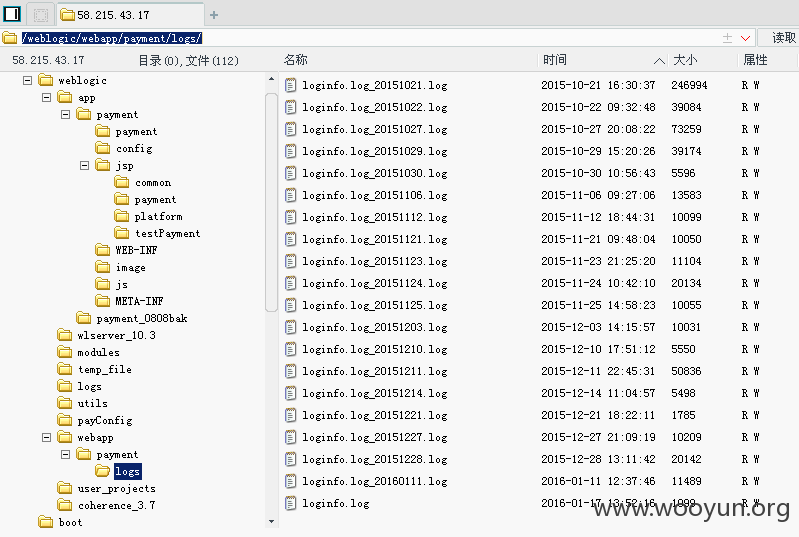 58.215.43.17
/weblogic/webapp/payment/logs/
读取
58.215.43.17 目录(0),文件(112) 名称 时间 大小 属性
weblogic
app
payment
payment
config
jsp
common
payment
platform
testPayment
WEB-INF
image
js
META-INF
payment_0808bak
wlserver_10.3
modules
temp_file
logs
utils
payConfig
webapp
payment
logs
user_projects
coherence_3.7
boot
loginfo.log_20151021.log 2015-10-21 16:30:37 246994 R W
loginfo.log_20151022.log 2015-10-22 09:32:48 39084 R W
loginfo.log_20151027.log 2015-10-27 20:08:22 73259 R W
loginfo.log_20151029.log 2015-10-29 15:20:26 39174 R W
loginfo.log_20151030.log 2015-10-30 10:56:43 5596 R W
loginfo.log_20151106.log 2015-11-06 09:27:06 13583 R W
loginfo.log_20151112.log 2015-11-12 18:44:31 10099 R W
loginfo.log_20151121.log 2015-11-21 09:48:04 10050 R W
loginfo.log_20151123.log 2015-11-23 21:25:20 11104 R W
loginfo.log_20151124.log 2015-11-24 10:42:10 20134 R W
loginfo.log_20151125.log 2015-11-25 14:58:23 10055 R W
loginfo.log_20151203.log 2015-12-03 14:15:57 10031 R W
loginfo.log_20151210.log 2015-12-10 17:51:12 5550 R W
loginfo.log_20151211.log 2015-12-11 22:45:31 50836 R W
loginfo.log_20151214.log 2015-12-14 11:04:57 5498 R W
loginfo.log_20151221.log 2015-12-21 18:22:11 1785 R W
loginfo.log_20151227.log 2015-12-27 21:09:19 10209 R W
loginfo.log_20151228.log 2015-12-28 13:11:42 20142 R W
loginfo.log_20160111.log 2016-01-11 12:37:46 11489 R W
loginfo.log 2016-01-17 13:52:16 1999 R W
www.wooyun.org